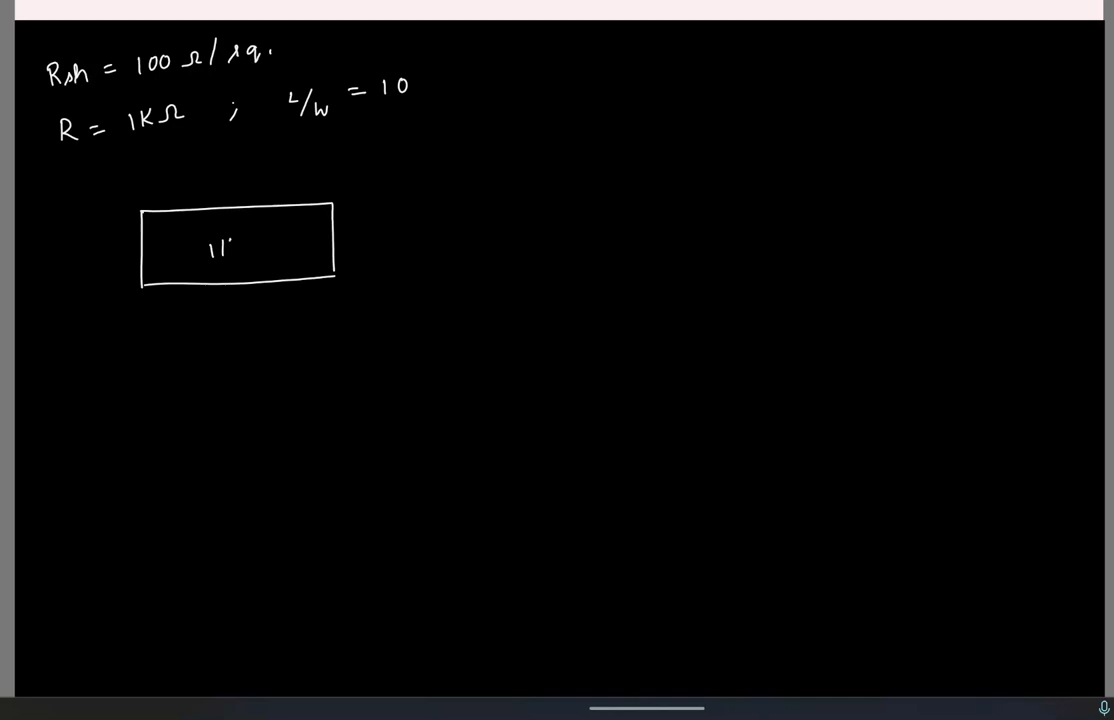 Rsh = 100 Ω/sq.
R = 1KΩ ; L/W = 10